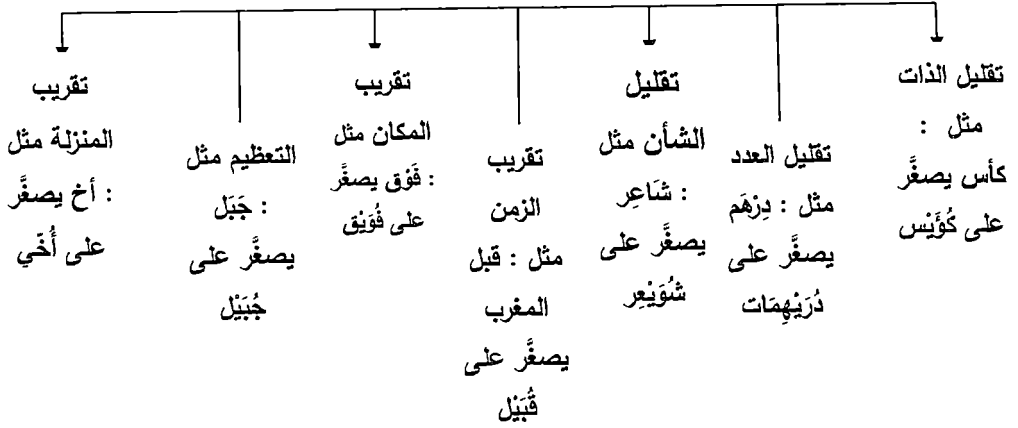 تقليل الذات
مثل :
كأس يصغَّر
على كُؤَيْس
تقليل العدد
مثل : دِرْهَم
يصغَّر على
دُرَيْهِمَات
تقليل
الشأن مثل
: شَاعِر
يصغَّر على
شُوَيْعِر
تقريب
الزمن
مثل : قبل
المغرب
يصغَّر على
قُبَيْل
تقريب
المكان مثل
: فَوْق يصغَّر
على فُوَيْق
التعظيم مثل
: جَبَل
يصغَّر على
جُبَيْل
تقريب
المنزلة مثل
: أخ يصغَّر
على أُخّي